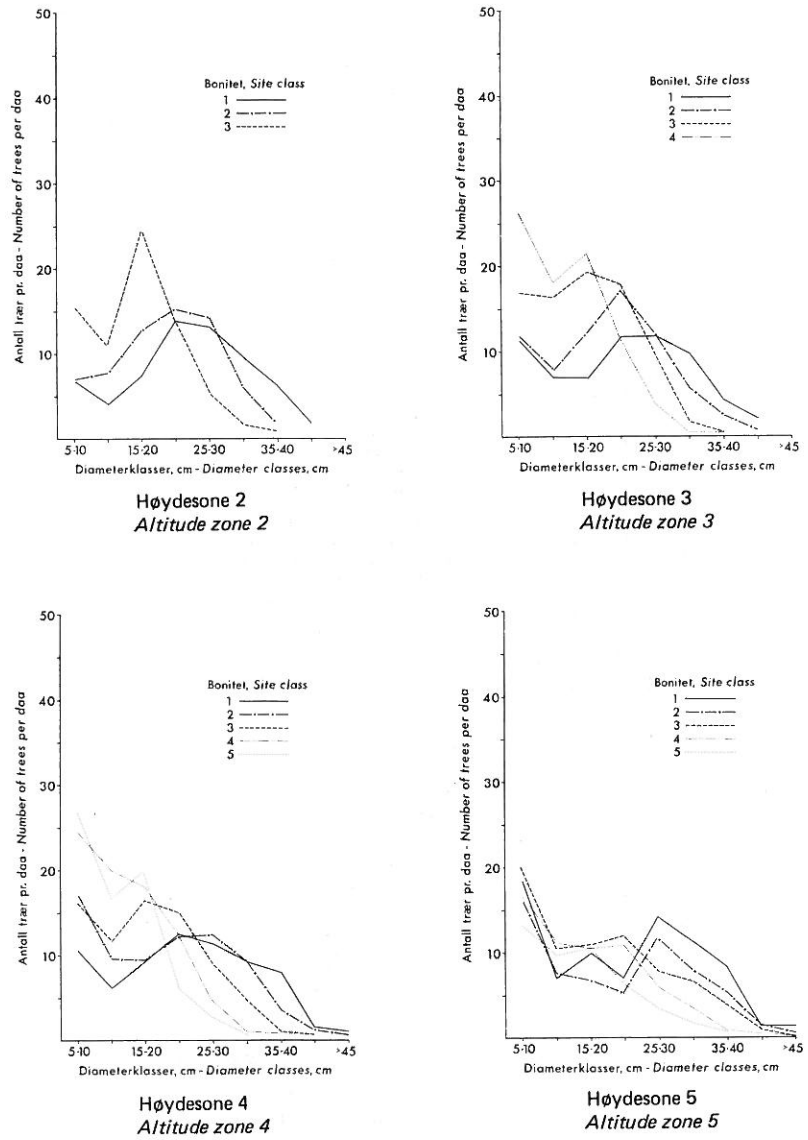 50
40
30
20
10
Antall trær pr. daa - Number of trees per daa
Bonitet, Site class
1
2
3
5-10
15-20
25-30
35-40
>45
Diameterklasser, cm - Diameter classes, cm
Høydesone 2
Altitude zone 2
50
40
30
20
10
Antall trær pr. daa - Number of trees per daa
Bonitet, Site class
1
2
3
4
5-10
15-20
25-30
35-40
>45
Diameterklasser, cm - Diameter classes, cm
Høydesone 3
Altitude zone 3
50
40
30
20
10
Antall trær pr. daa - Number of trees per daa
Bonitet, Site class
1
2
3
4
5
5-10
15-20
25-30
35-40
>45
Diameterklasser, cm - Diameter classes, cm
Høydesone 4
Altitude zone 4
50
40
30
20
10
Antall trær pr. daa - Number of trees per daa
Bonitet, Site class
1
2
3
4
5
5-10
15-20
25-30
35-40
>45
Diameterklasser, cm - Diameter classes, cm
Høydesone 5
Altitude zone 5